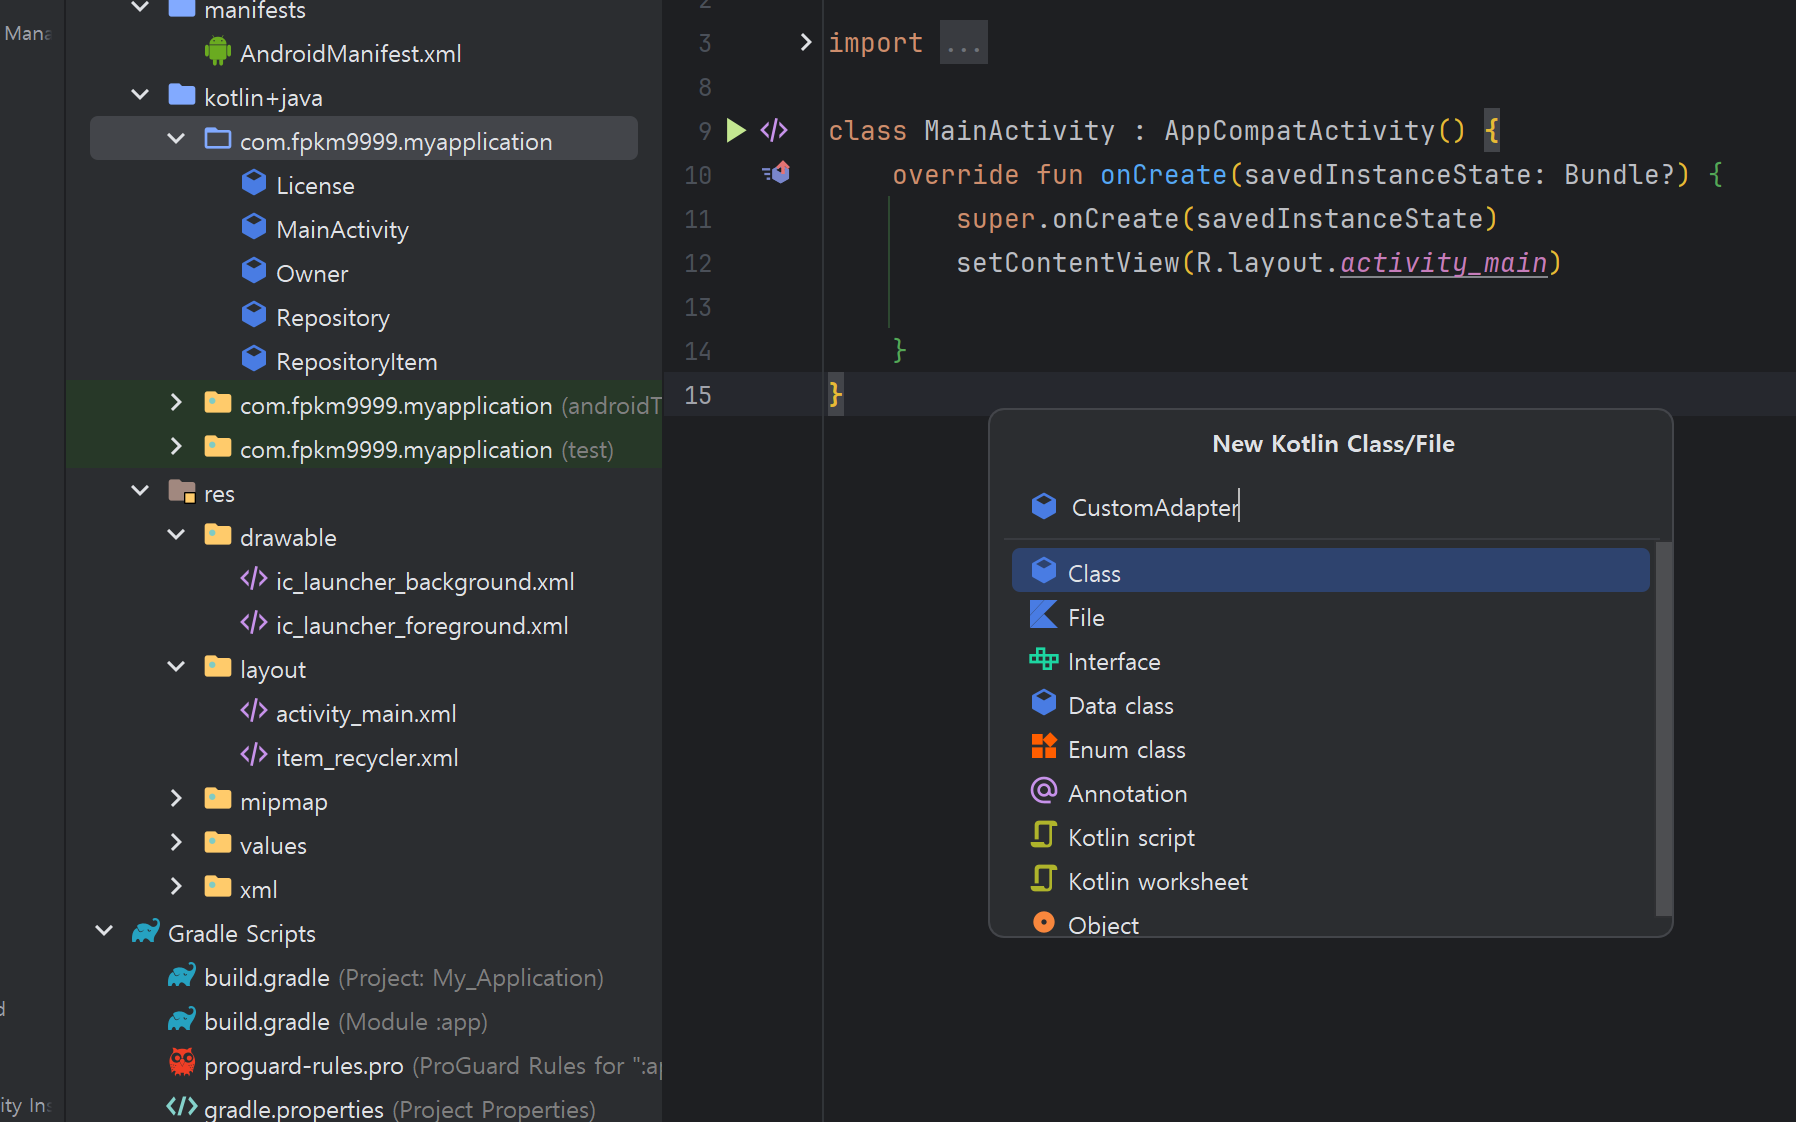 Mana
manifests
AndroidManifest.xml
kotlin+java
com.fpkm9999.myapplication
License
MainActivity
Owner
Repository
RepositoryItem
com.fpkm9999.myapplication (androidT
com.fpkm9999.myapplication (test)
res
drawable
ic_launcher_background.xml
ic_launcher_foreground.xml
layout
activity_main.xml
item_recycler.xml
mipmap
values
xml
Gradle Scripts
build.gradle (Project: My_Application)
build.gradle (Module :app)
proguard-rules.pro (ProGuard Rules for ":ap
gradle.properties (Project Properties)
d
ity Ins
2
3 import ...
8
9 class MainActivity : AppCompatActivity() {
10 override fun onCreate(savedInstanceState: Bundle?) {
11 super.onCreate(savedInstanceState)
12 setContentView(R.layout.activity_main)
13
14 }
15 }
New Kotlin Class/File
CustomAdapter
Class
File
Interface
Data class
Enum class
Annotation
Kotlin script
Kotlin worksheet
Object